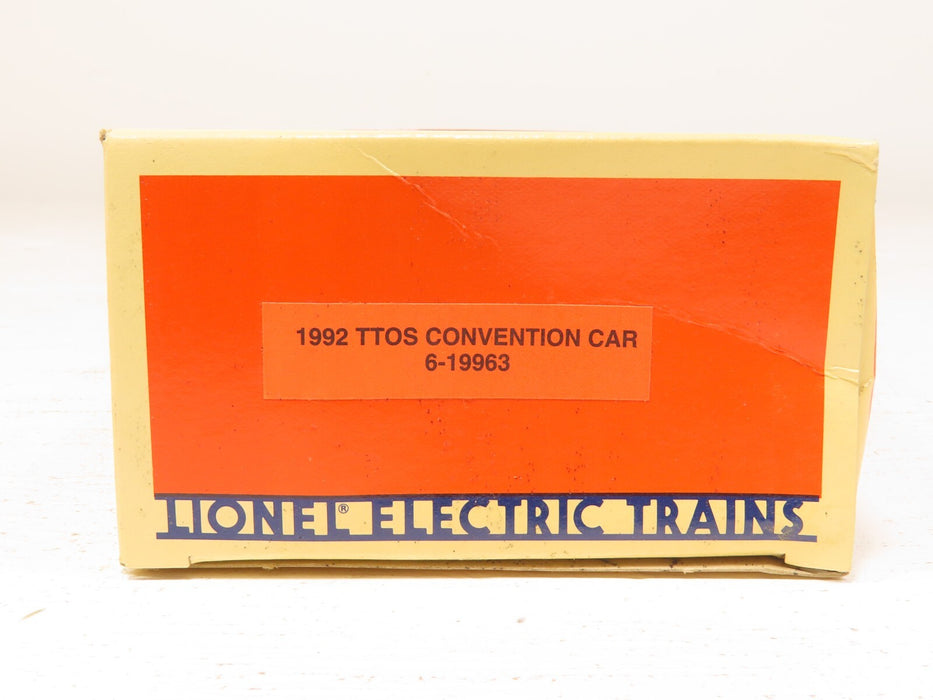 1992 TTOS CONVENTION CAR
6-19963
LIONEL® ELECTRIC TRAINS